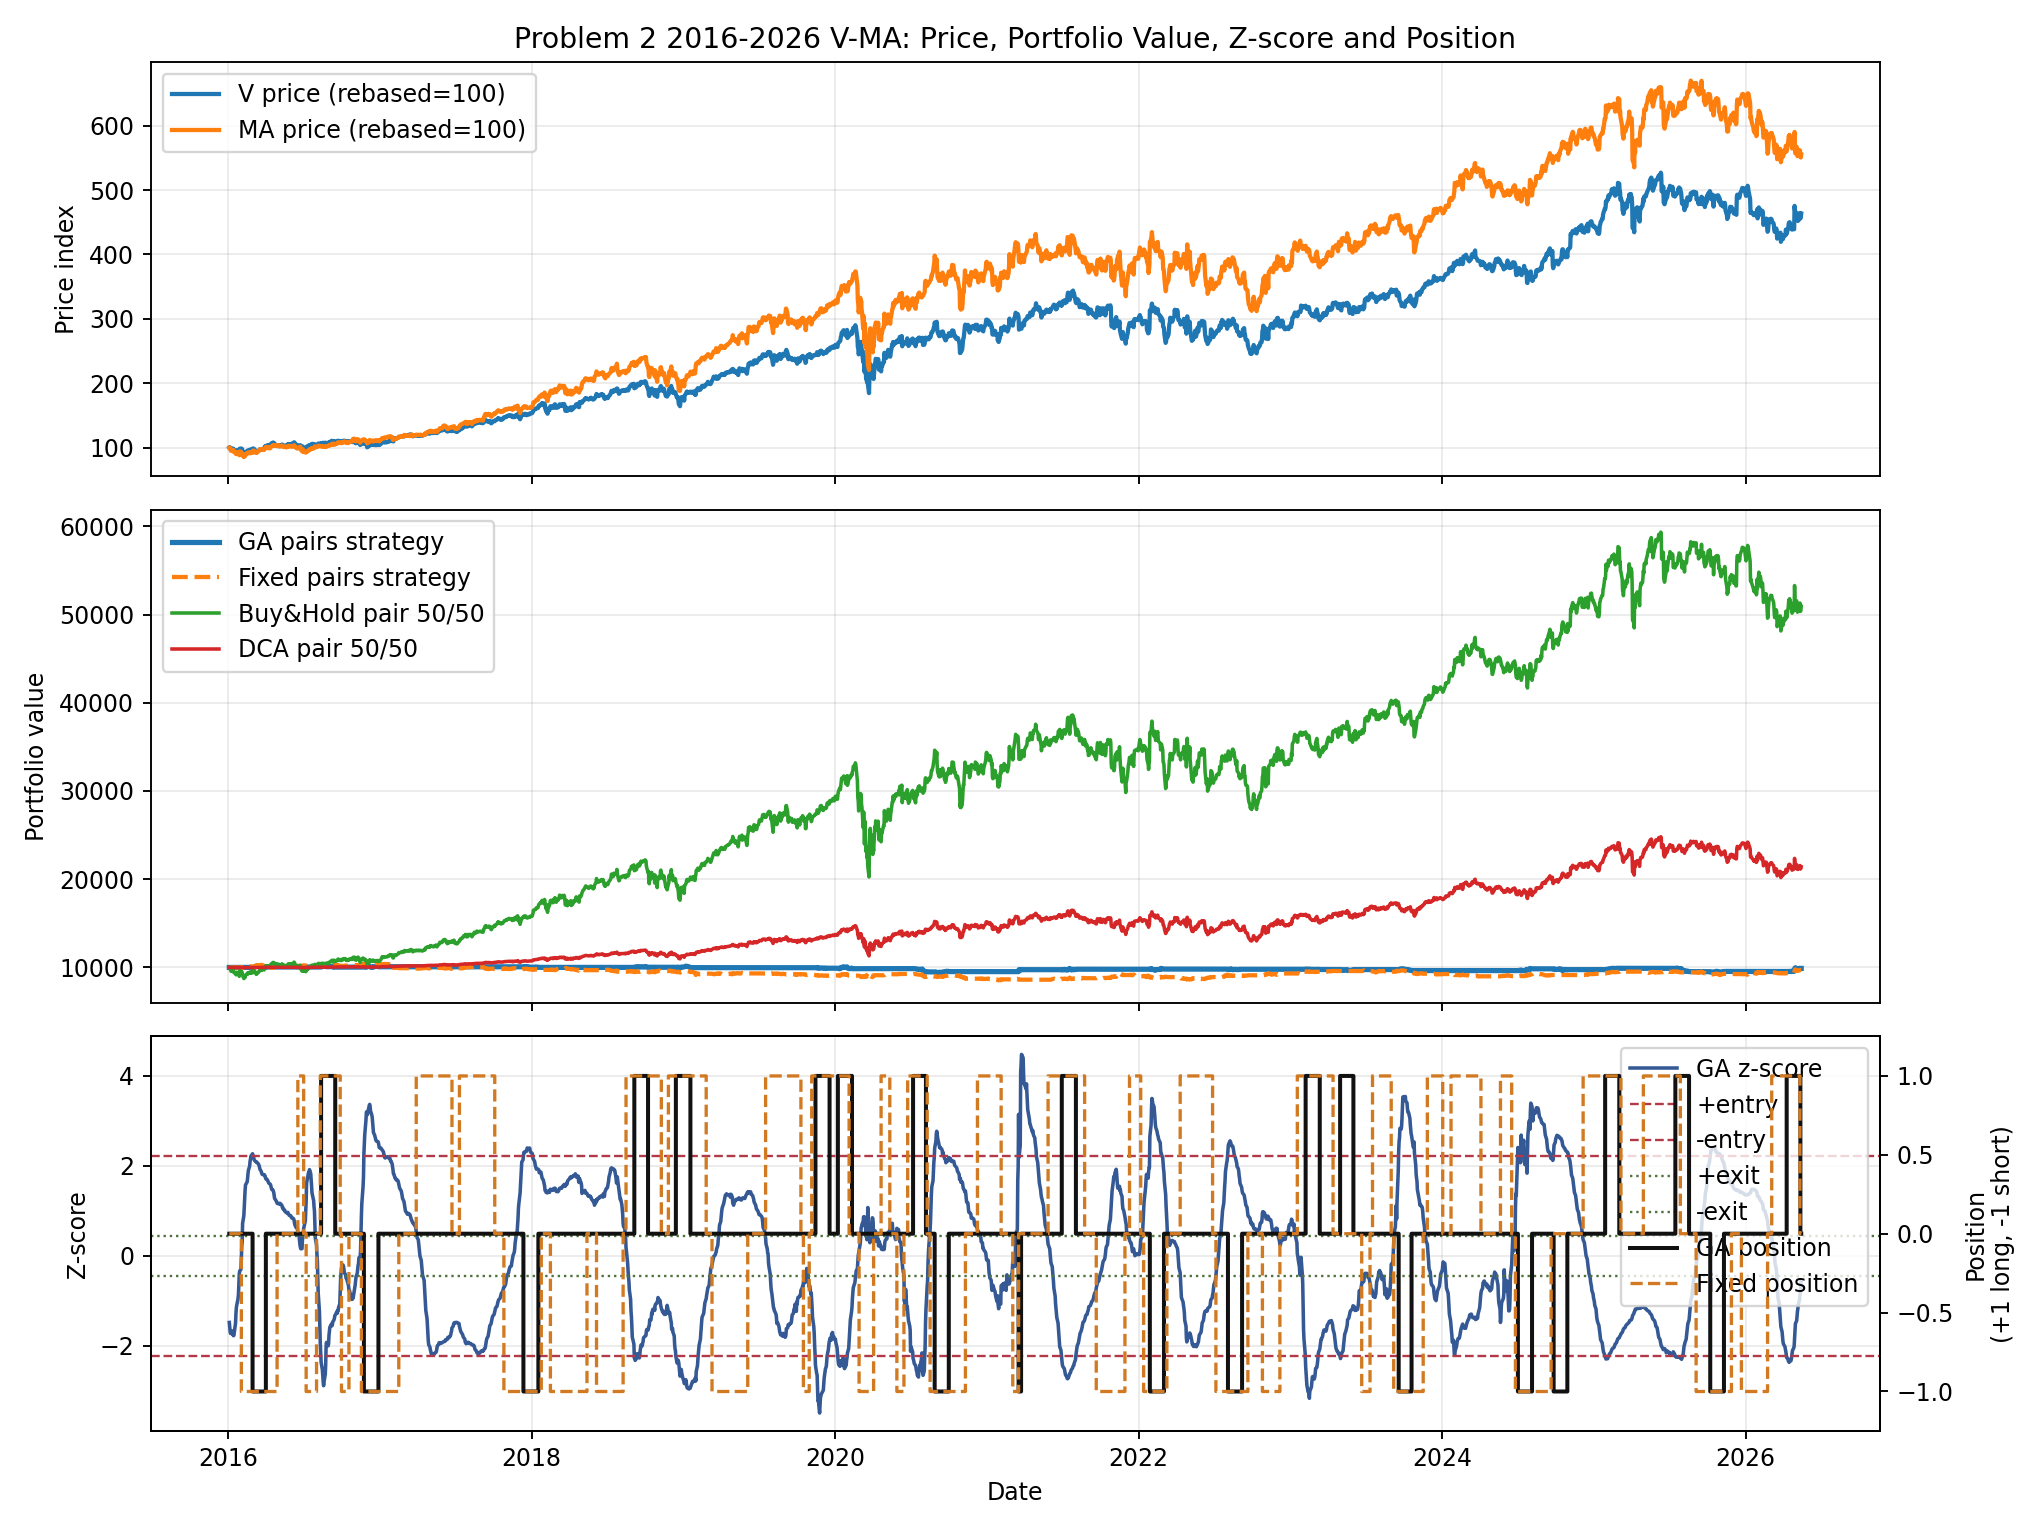 Problem 2 2016-2026 V-MA: Price, Portfolio Value, Z-score and Position
V price (rebased=100)
MA price (rebased=100)
600
500
400
300
200
100
Price index
GA pairs strategy
Fixed pairs strategy
Buy&Hold pair 50/50
DCA pair 50/50
60000
50000
40000
30000
20000
10000
Portfolio value
GA z-score
+entry
-entry
+exit
-exit
GA position
Fixed position
4
2
0
−2
Z-score
1.0
0.5
0.0
−0.5
−1.0
Position
(+1 long, -1 short)
2016
2018
2020
2022
2024
2026
Date